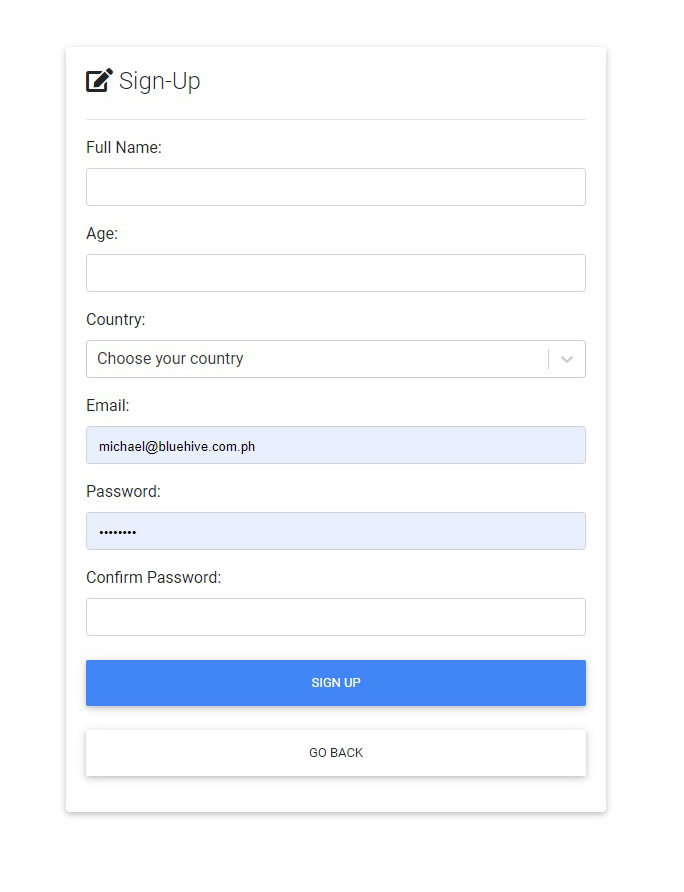 Sign-Up
Full Name:
Age:
Country:
Choose your country
Email:
michael@bluehive.com.ph
Password:
••••••••
Confirm Password:
SIGN UP
GO BACK